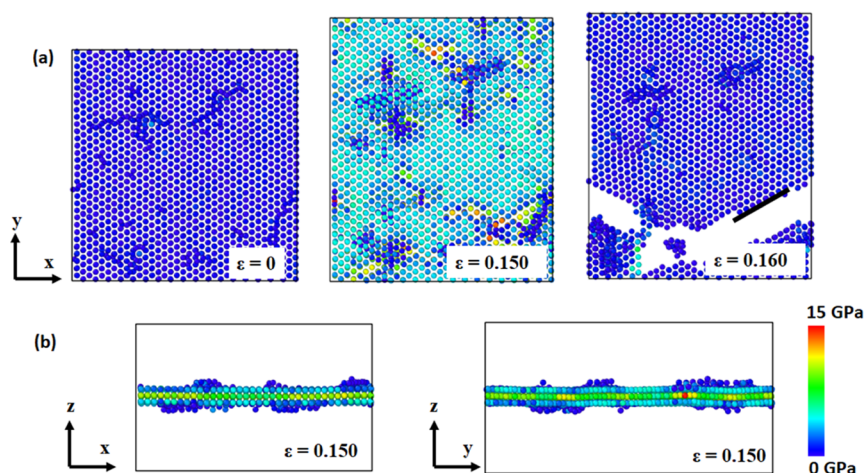 (a)
y
x
ε = 0
ε = 0.150
ε = 0.160
15 GPa
(b)
z
x
ε = 0.150
z
y
ε = 0.150
0 GPa